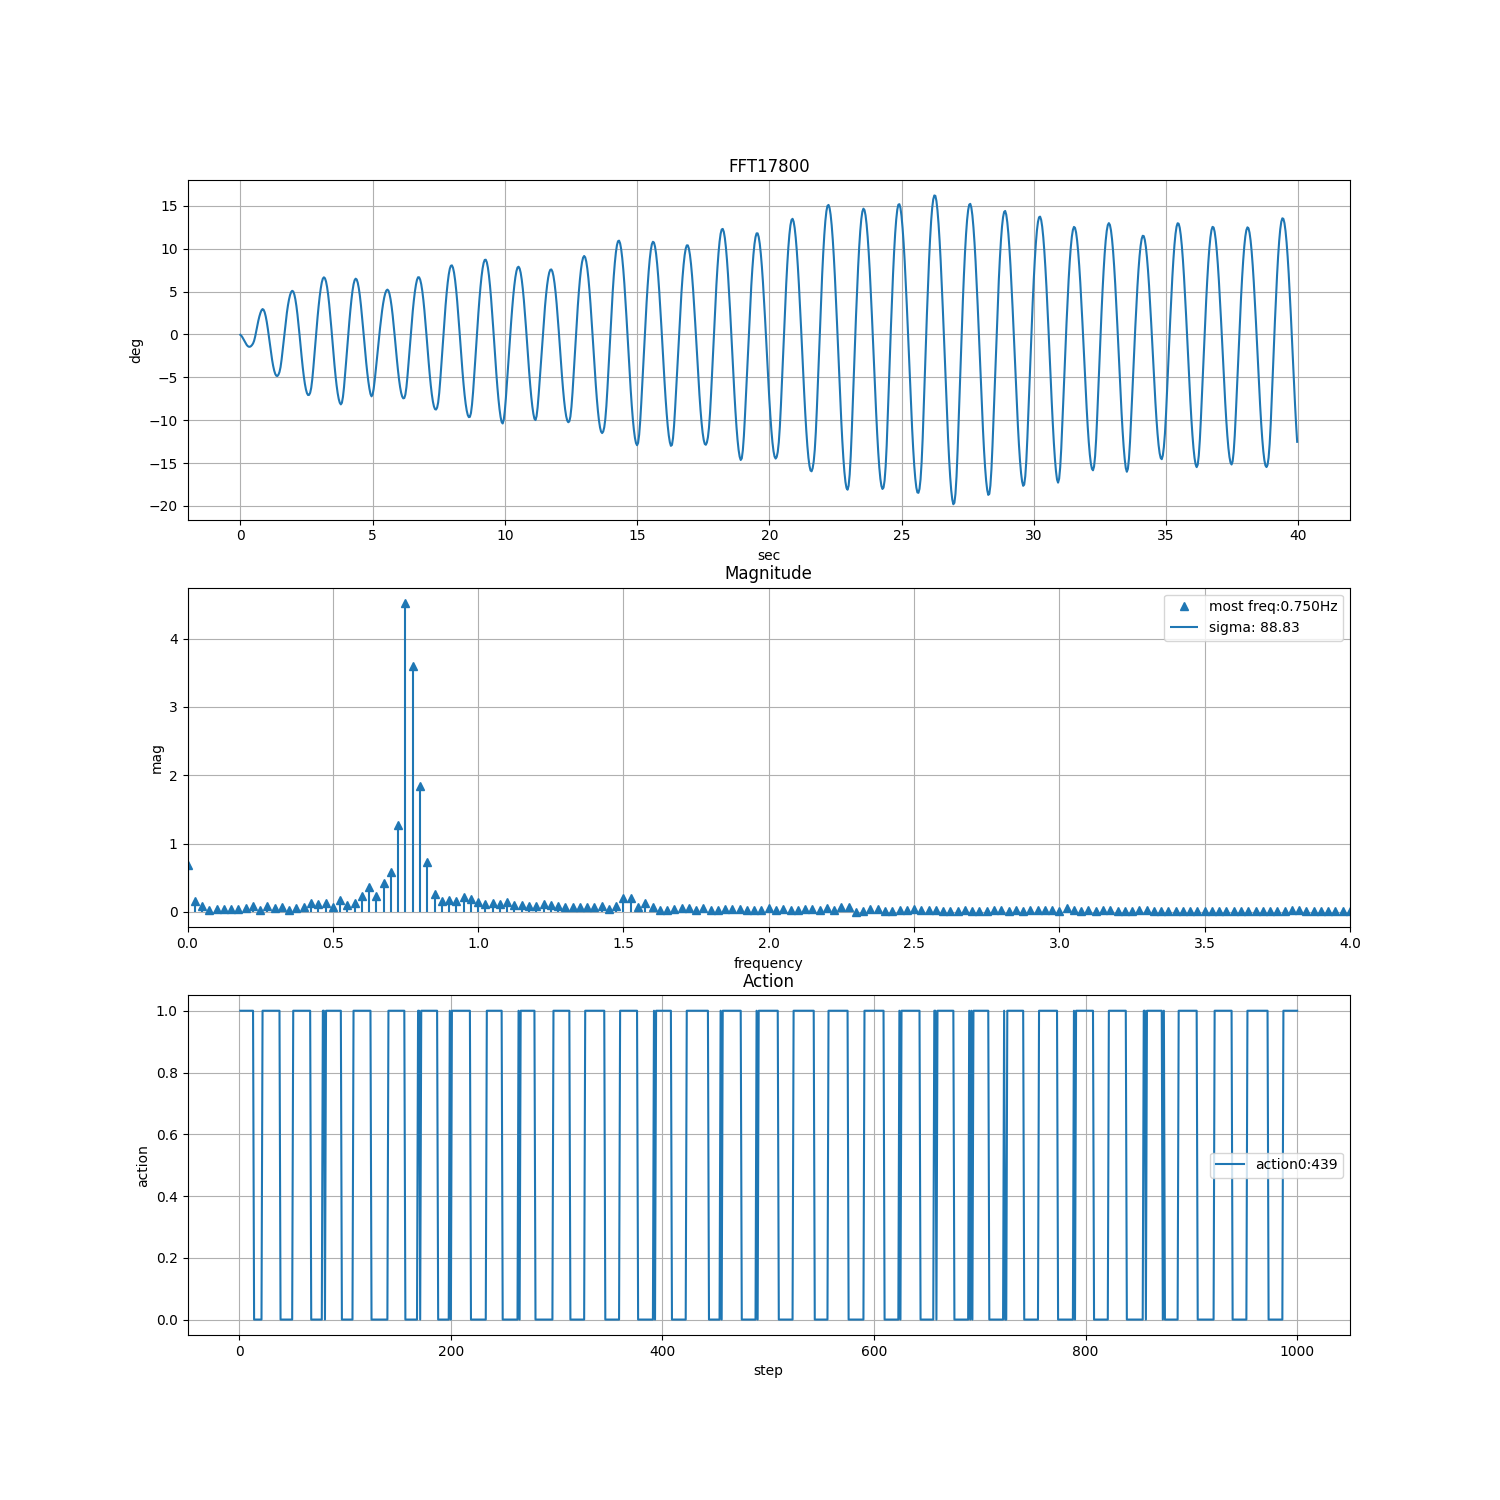 FFT17800
15
10
5
0
−5
−10
−15
−20
deg
0 5 10 15 20 25 30 35 40
sec
Magnitude
most freq:0.750Hz
sigma: 88.83
4
3
2
1
0
mag
0.0 0.5 1.0 1.5 2.0 2.5 3.0 3.5 4.0
frequency
Action
1.0
0.8
0.6
0.4
0.2
0.0
action
action0:439
0 200 400 600 800 1000
step